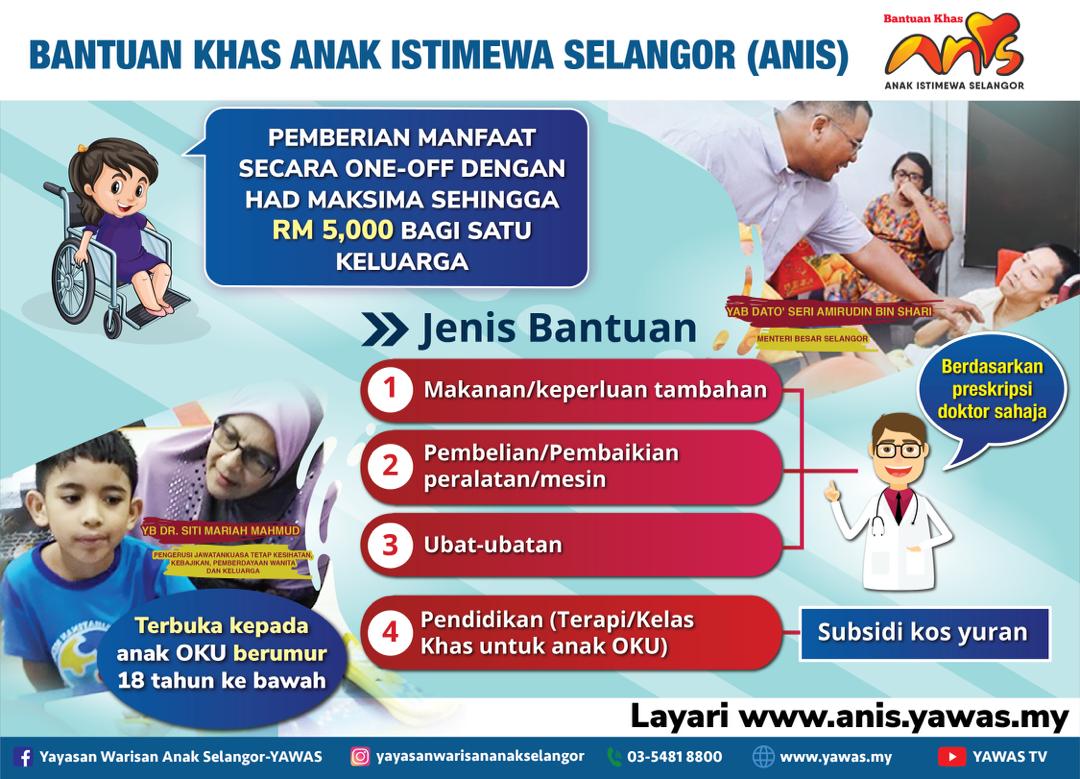 BANTUAN KHAS ANAK ISTIMEWA SELANGOR (ANIS)
Bantuan Khas
anis
ANAK ISTIMEWA SELANGOR
PEMBERIAN MANFAAT
SECARA ONE-OFF DENGAN
HAD MAKSIMA SEHINGGA
RM 5,000 BAGI SATU
KELUARGA
YAB DATO' SERI AMIRUDIN BIN SHARI
MENTERI BESAR SELANGOR
Jenis Bantuan
1 Makanan/keperluan tambahan
2 Pembelian/Pembaikian
peralatan/mesin
3 Ubat-ubatan
Berdasarkan
preskripsi
doktor sahaja
4 Pendidikan (Terapi/Kelas
Khas untuk anak OKU)
Subsidi kos yuran
YB DR. SITI MARIAH MAHMUD
PENGERUSI JAWATANKUASA TETAP KESIHATAN,
KEBAJIKAN, PEMBERDAYAAN WANITA
DAN KELUARGA
Terbuka kepada
anak OKU berumur
18 tahun ke bawah
Layari www.anis.yawas.my
Yayasan Warisan Anak Selangor-YAWAS
yayasanwarisananakselangor
03-5481 8800
www.yawas.my
YAWAS TV